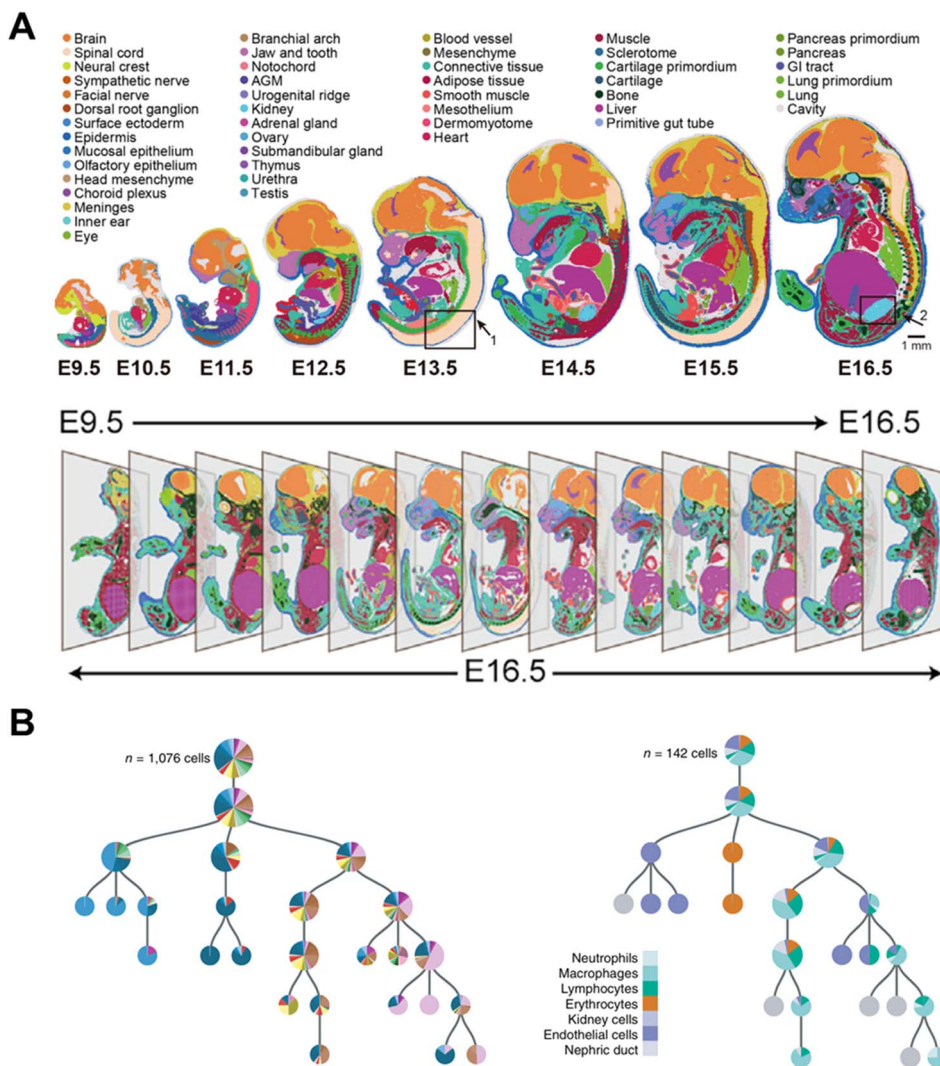 A
Brain
Spinal cord
Neural crest
Sympathetic nerve
Facial nerve
Dorsal root ganglion
Surface ectoderm
Epidermis
Mucosal epithelium
Olfactory epithelium
Head mesenchyme
Choroid plexus
Meninges
Inner ear
Eye
Branchial arch
Jaw and tooth
Notochord
AGM
Urogenital ridge
Kidney
Adrenal gland
Ovary
Submandibular gland
Thymus
Urethra
Testis
Blood vessel
Mesenchyme
Connective tissue
Adipose tissue
Smooth muscle
Mesothelium
Dermomyotome
Heart
Muscle
Sclerotome
Cartilage primordium
Cartilage
Bone
Liver
Primitive gut tube
Pancreas primordium
Pancreas
GI tract
Lung primordium
Lung
Cavity
1
2
1 mm
E9.5 E10.5 E11.5 E12.5 E13.5 E14.5 E15.5 E16.5
E9.5 E16.5
E16.5
B
n = 1,076 cells
n = 142 cells
Neutrophils
Macrophages
Lymphocytes
Erythrocytes
Kidney cells
Endothelial cells
Nephric duct